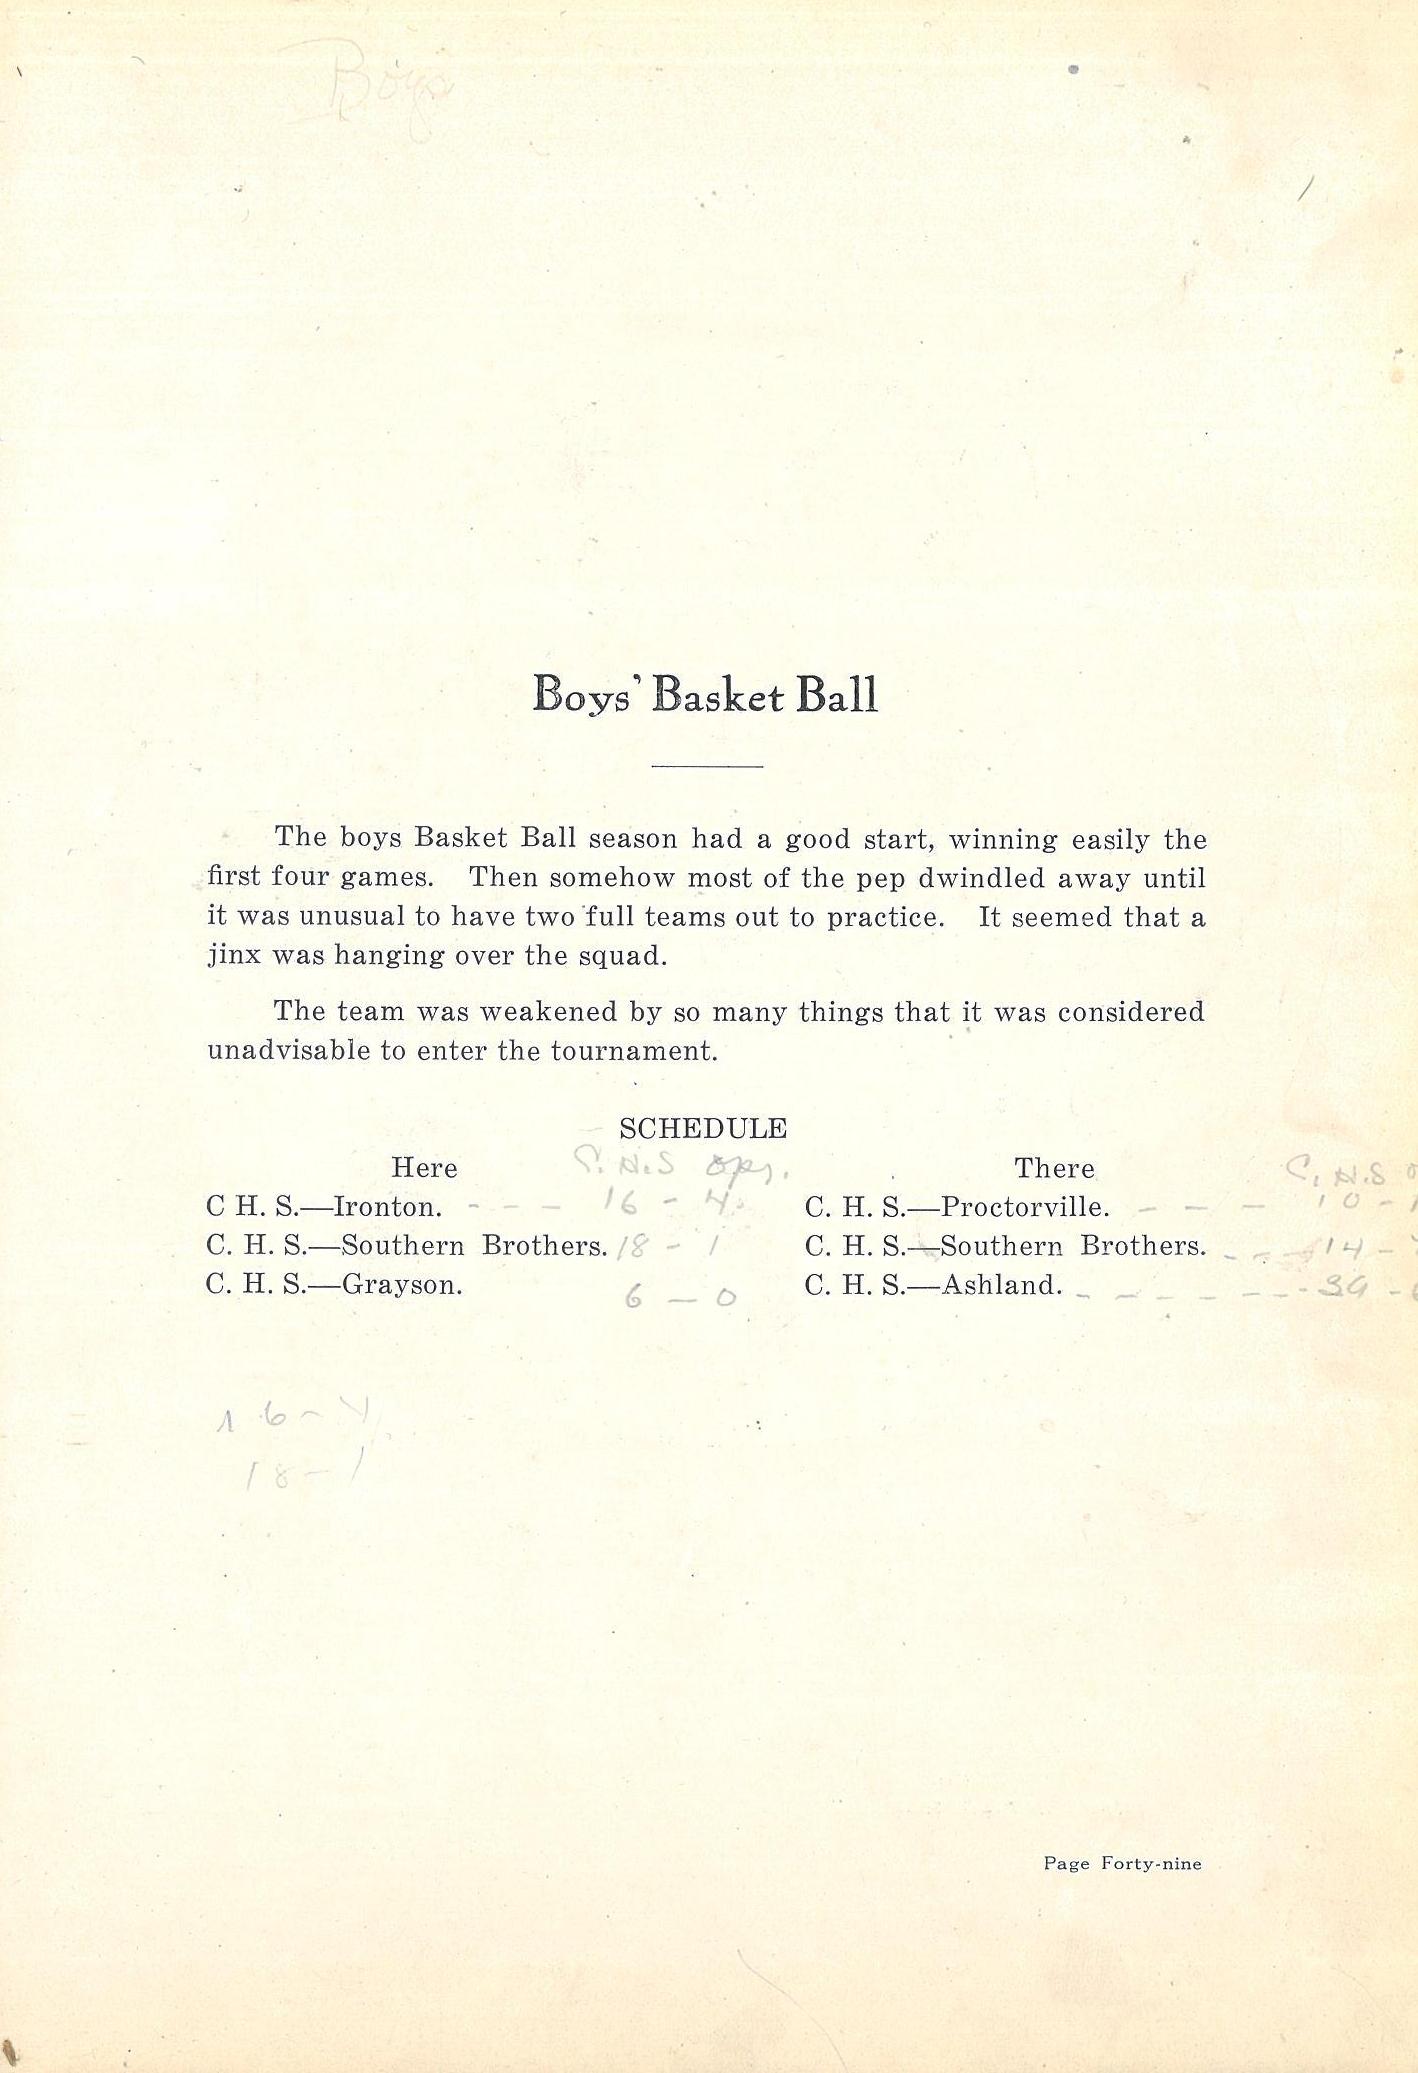 Boys
Boys' Basket Ball
The boys Basket Ball season had a good start, winning easily the
first four games. Then somehow most of the pep dwindled away until
it was unusual to have two full teams out to practice. It seemed that a
jinx was hanging over the squad.
The team was weakened by so many things that it was considered
unadvisable to enter the tournament.
SCHEDULE
Here C. H. S
C H. S.—Ironton. - - - 16 - 4
C. H. S.—Southern Brothers. 18 - 1
C. H. S.—Grayson. 6 — 0
There C. H. S
C. H. S.—Proctorville. - - - 10 -
C. H. S.—Southern Brothers. - - - 14 -
C. H. S.—Ashland.
16 - 4
18 - 1
Page Forty-nine